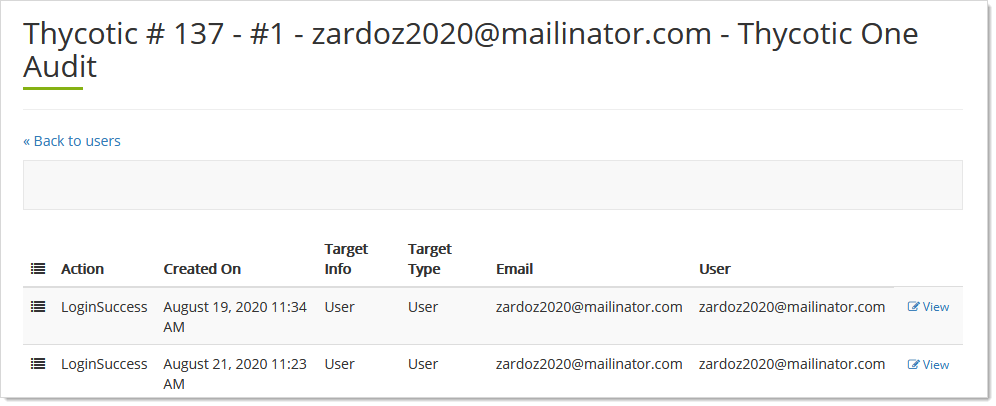 Thycotic # 137 - #1 - zardoz2020@mailinator.com - Thycotic One
Audit
« Back to users
Action Created On Target Info Target Type Email User
LoginSuccess August 19, 2020 11:34 AM User User zardoz2020@mailinator.com zardoz2020@mailinator.com View
LoginSuccess August 21, 2020 11:23 AM User User zardoz2020@mailinator.com zardoz2020@mailinator.com View